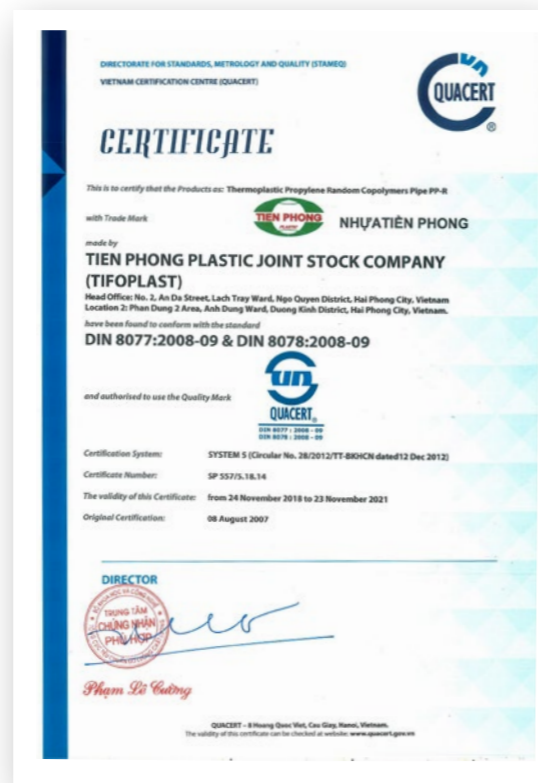 DIRECTORATE FOR STANDARDS, METROLOGY AND QUALITY (STAMEQ)
VIETNAM CERTIFICATION CENTRE (QUACERT)
QUACERT
®
CERTIFICATE
This is to certify that the Products as: Thermoplastic Propylene Random Copolymers Pipe PP-R
with Trade Mark
TIEN PHONG
PLASTIC
NHỰATIÊN PHONG
made by
TIEN PHONG PLASTIC JOINT STOCK COMPANY
(TIFOPLAST)
Head Office: No. 2, An Da Street, Lach Tray Ward, Ngo Quyen District, Hai Phong City, Vietnam
Location 2: Phan Dung 2 Area, Anh Dung Ward, Duong Kinh District, Hai Phong City, Vietnam.
have been found to conform with the standard
DIN 8077:2008-09 & DIN 8078:2008-09
and authorised to use the Quality Mark
QUACERT®
DIN 8077 : 2008 - 09
DIN 8078 : 2008 - 09
Certification System: SYSTEM 5 (Circular No. 28/2012/TT-BKHCN dated12 Dec 2012)
Certificate Number: SP 557/5.18.14
The validity of this Certificate: from 24 November 2018 to 23 November 2021
Original Certification: 08 August 2007
DIRECTOR
TRUNG TÂM
CHỨNG NHẬN
PHÙ HỢP
Phạm Lê Cường
QUACERT – 8 Hoang Quoc Viet, Cau Giay, Hanoi, Vietnam.
The validity of this certificate can be checked at website: www.quacert.gov.vn